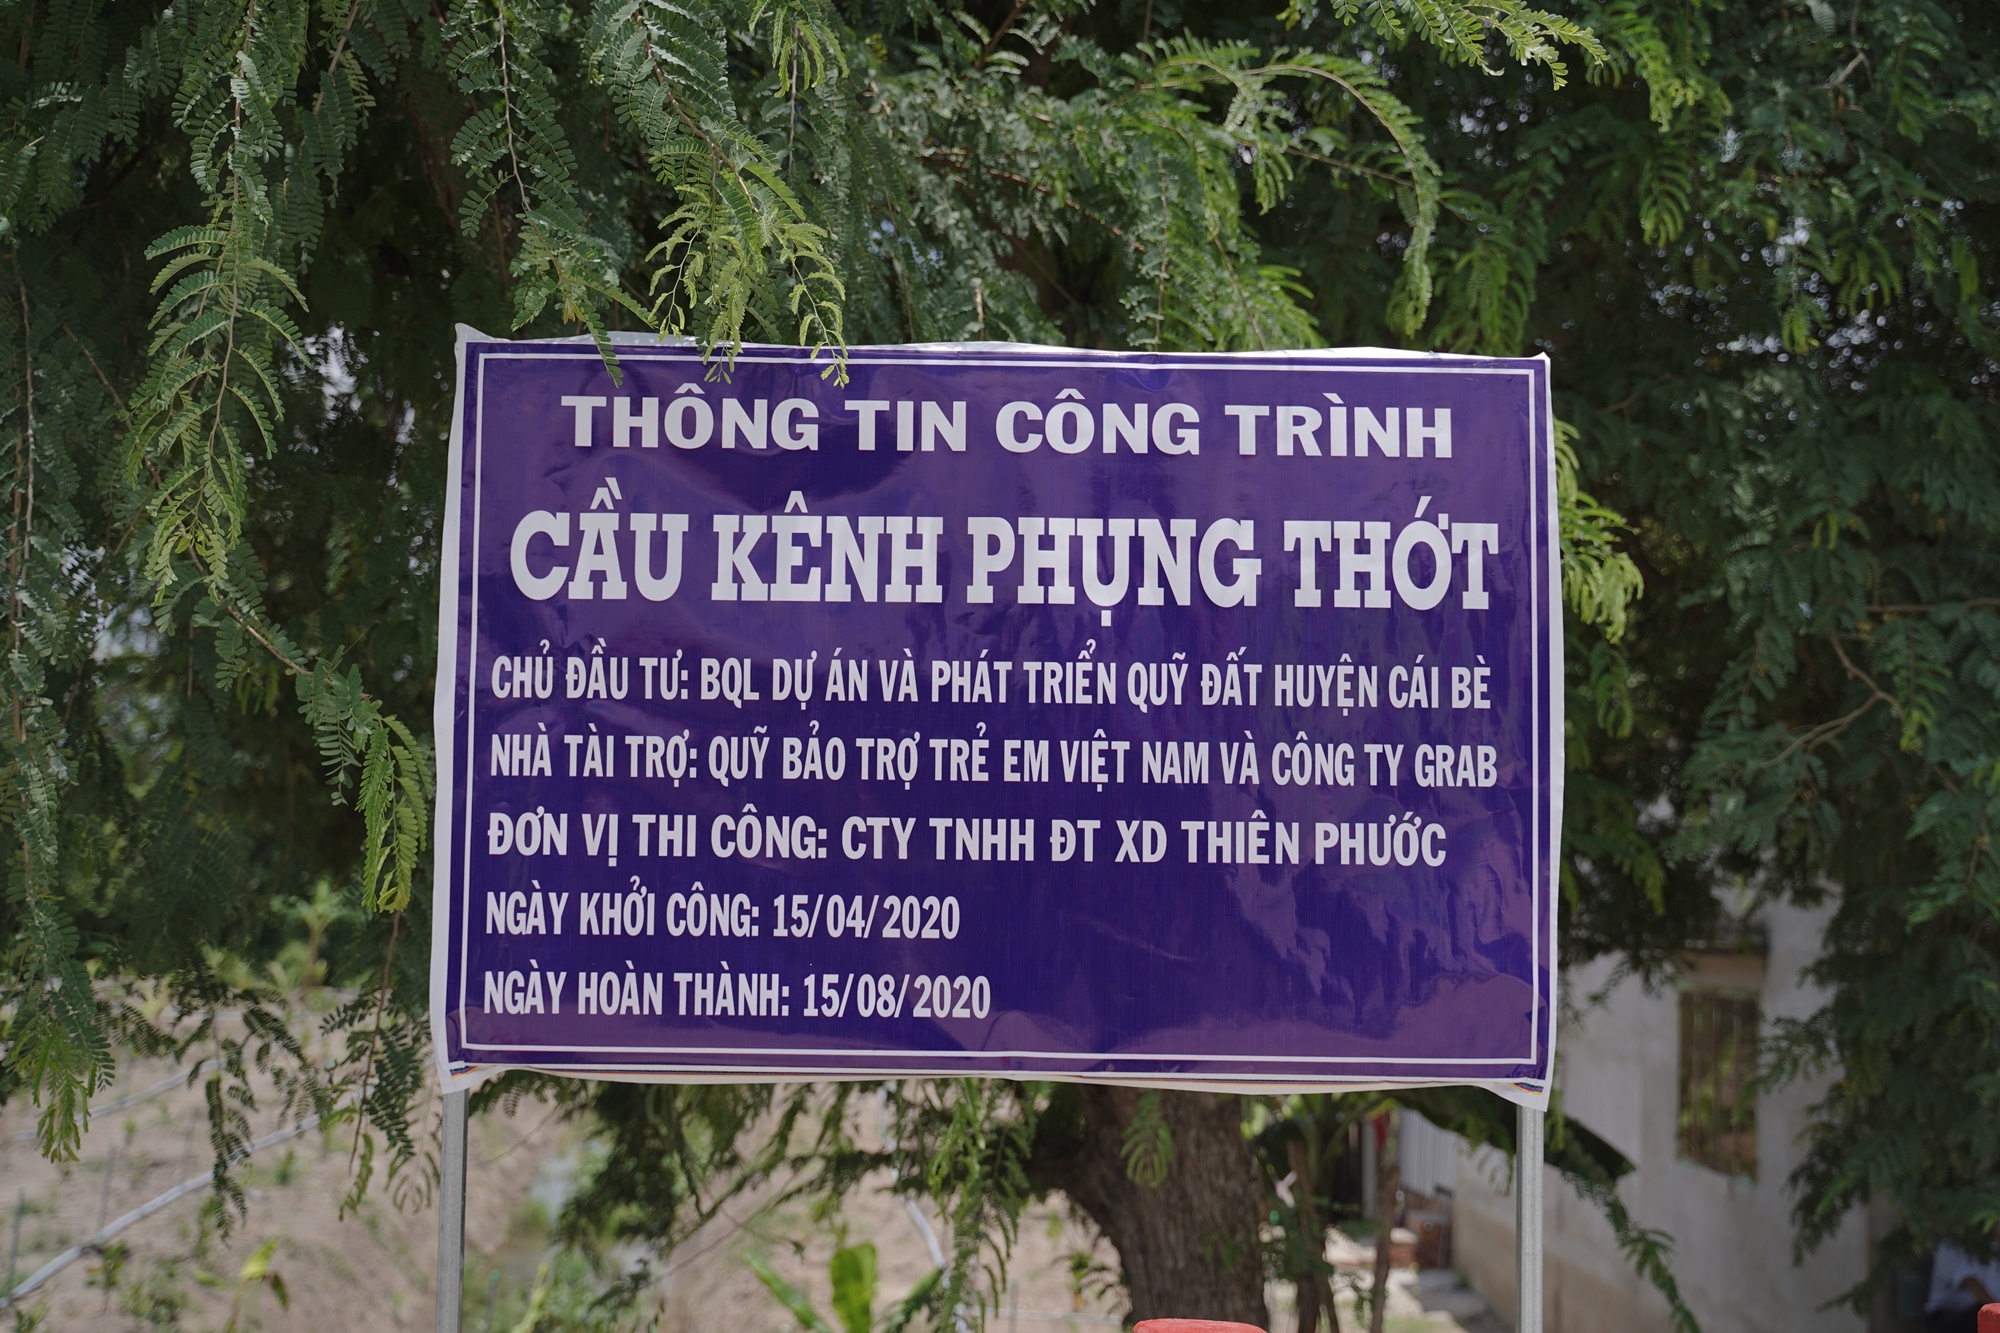 THÔNG TIN CÔNG TRÌNH
CẦU KÊNH PHỤNG THỚT
CHỦ ĐẦU TƯ: BQL DỰ ÁN VÀ PHÁT TRIỂN QUỸ ĐẤT HUYỆN CÁI BÈ
NHÀ TÀI TRỢ: QUỸ BẢO TRỢ TRẺ EM VIỆT NAM VÀ CÔNG TY GRAB
ĐƠN VỊ THI CÔNG: CTY TNHH ĐT XD THIÊN PHƯỚC
NGÀY KHỞI CÔNG: 15/04/2020
NGÀY HOÀN THÀNH: 15/08/2020